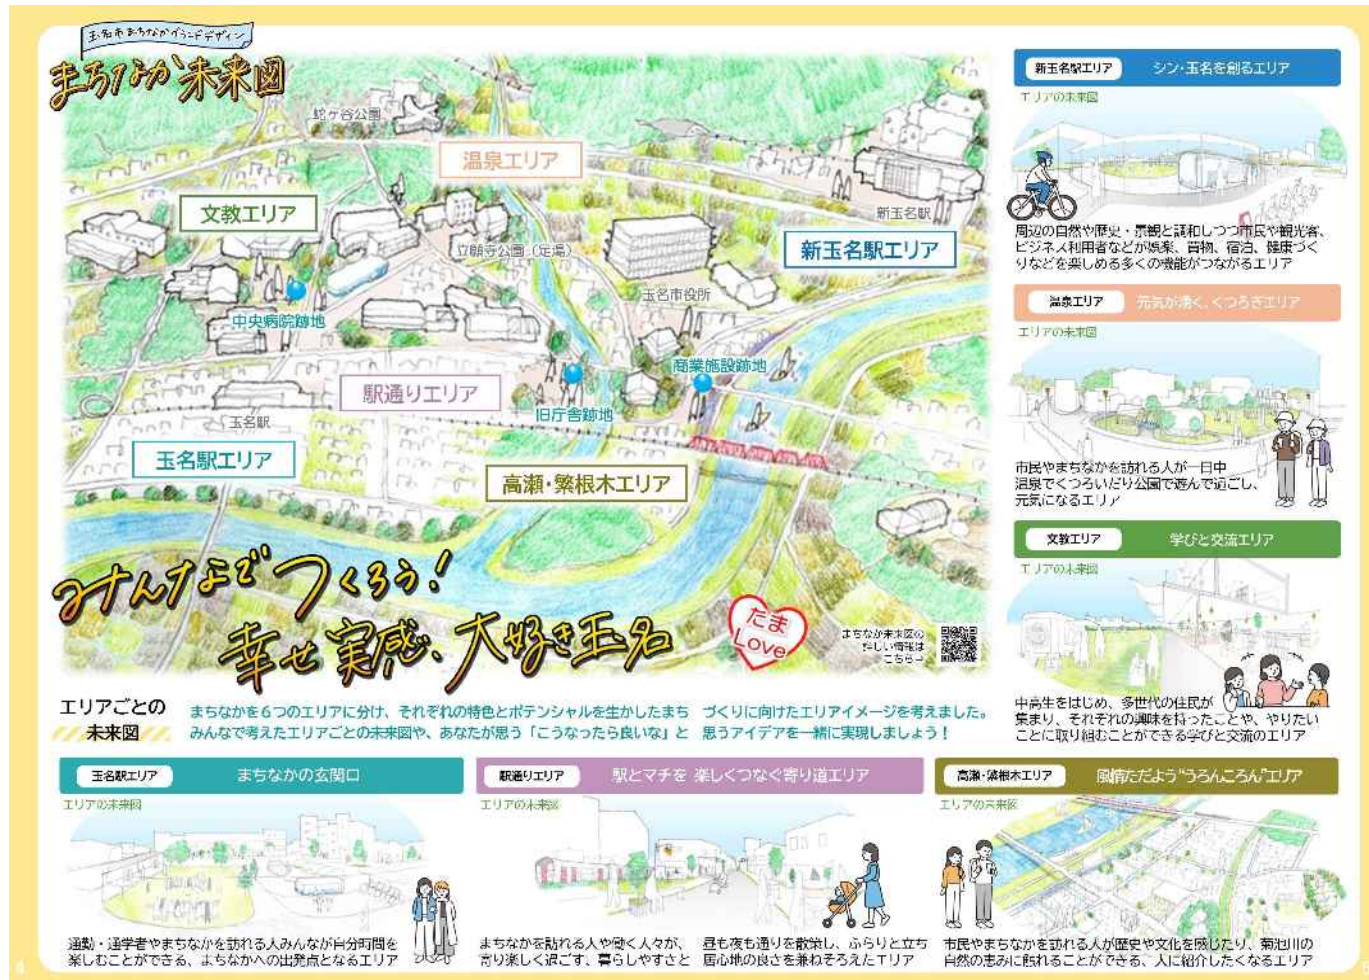 玉名市まちなかグランドデザイン
まちなか未来図
蛇ヶ谷公園
温泉エリア
文教エリア
新玉名駅
立願寺公園（足湯）
新玉名駅エリア
玉名市役所
中央病院跡地
商業施設跡地
駅通りエリア
旧庁舎跡地
玉名駅
玉名駅エリア
高瀬・繁根木エリア
みんなでつくろう！
幸せ実感、大好き玉名
たま
Love
まちなか未来図の
詳しい情報は
こちら→
新玉名駅エリア シン・玉名を創るエリア
エリアの未来図
周辺の自然や歴史・景観と調和しつつ市民や観光客、
ビジネス利用者などが娯楽、買物、宿泊、健康づく
りなどを楽しめる多くの機能がつながるエリア
温泉エリア 元気が湧く、くつろぎエリア
エリアの未来図
市民やまちなかを訪れる人が一日中
温泉でくつろいだり公園で遊んで過ごし、
元気になるエリア
文教エリア 学びと交流エリア
エリアの未来図
中高生をはじめ、多世代の住民が
集まり、それぞれの興味を持ったことや、やりたい
ことに取り組むことができる学びと交流のエリア
エリアごとの
未来図
まちなかを6つのエリアに分け、それぞれの特色とポテンシャルを生かしたまち づくりに向けたエリアイメージを考えました。
みんなで考えたエリアごとの未来図や、あなたが思う「こうなったら良いな」と 思うアイデアを一緒に実現しましょう！
玉名駅エリア まちなかの玄関口
エリアの未来図
通勤・通学者やまちなかを訪れる人みんなが自分時間を
楽しむことができる、まちなかへの出発点となるエリア
駅通りエリア 駅とマチを 楽しくつなぐ寄り道エリア
エリアの未来図
まちなかを訪れる人や働く人々が、 昼も夜も通りを散策し、ふらりと立ち
寄り楽しく過ごす、暮らしやすさと 居心地の良さを兼ねそろえたエリア
高瀬・繁根木エリア 風情ただよう“うろんころん”エリア
エリアの未来図
市民やまちなかを訪れる人が歴史や文化を感じたり、菊池川の
自然の恵みに触れることができる、人に紹介したくなるエリア
4